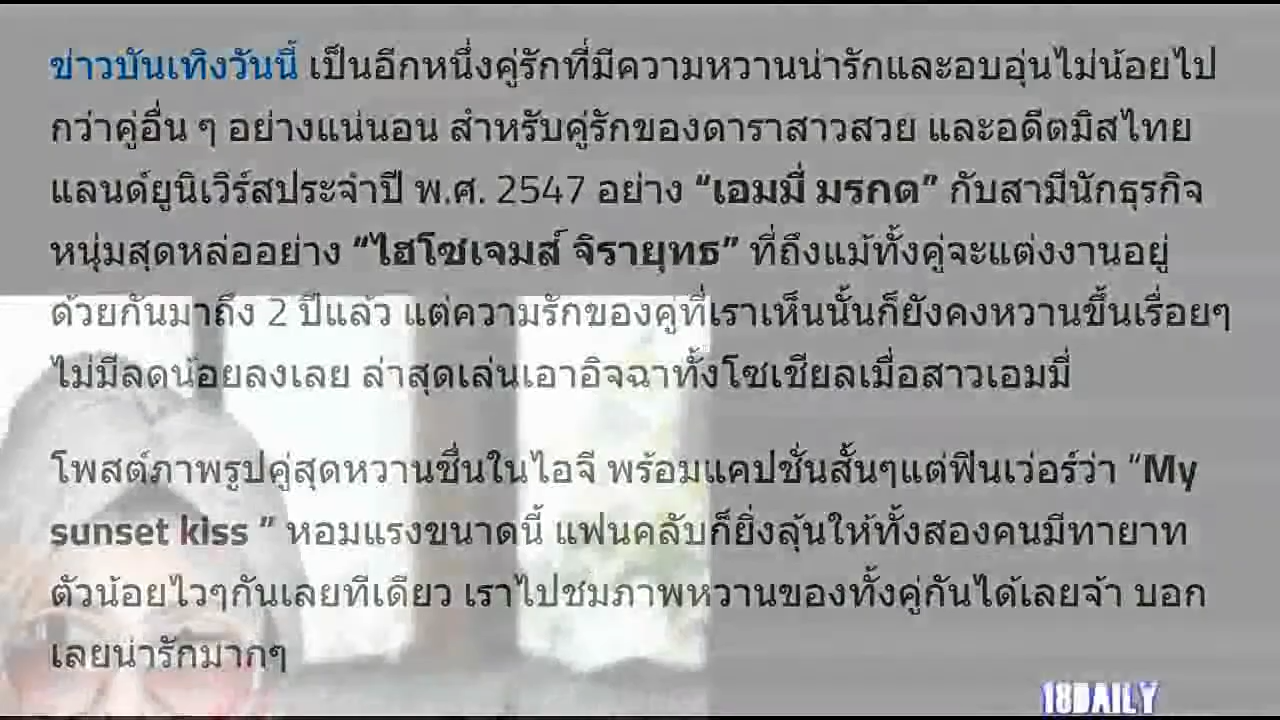 ข่าวบันเทิงวันนี้ เป็นอีกหนึ่งคู่รักที่มีความหวานน่ารักและอบอุ่นไม่น้อยไป
กว่าคู่อื่น ๆ อย่างแน่นอน สำหรับคู่รักของดาราสาวสวย และอดีตมิสไทย
แลนด์ยูนิเวิร์สประจำปี พ.ศ. 2547 อย่าง “เอมมี่ มรกต” กับสามีนักธุรกิจ
หนุ่มสุดหล่ออย่าง “ไฮโซเจมส์ จิรายุทธ” ที่ถึงแม้ทั้งคู่จะแต่งงานอยู่
ด้วยกันมาถึง 2 ปีแล้ว แต่ความรักของคู่ที่เราเห็นนั้นก็ยังคงหวานขึ้นเรื่อยๆ
ไม่มีลดน้อยลงเลย ล่าสุดเล่นเอาอิจฉาทั้งโซเชียลเมื่อสาวเอมมี่
โพสต์ภาพรูปคู่สุดหวานชื่นในไอจี พร้อมแคปชั่นสั้นๆแต่ฟินเว่อร์ว่า “My
sunset kiss ” หอมแรงขนาดนี้ แฟนคลับก็ยิ่งลุ้นให้ทั้งสองคนมีทายาท
ตัวน้อยไวๆกันเลยทีเดียว เราไปชมภาพหวานของทั้งคู่กันได้เลยจ้า บอก
เลยน่ารักมากๆ
18DAILY